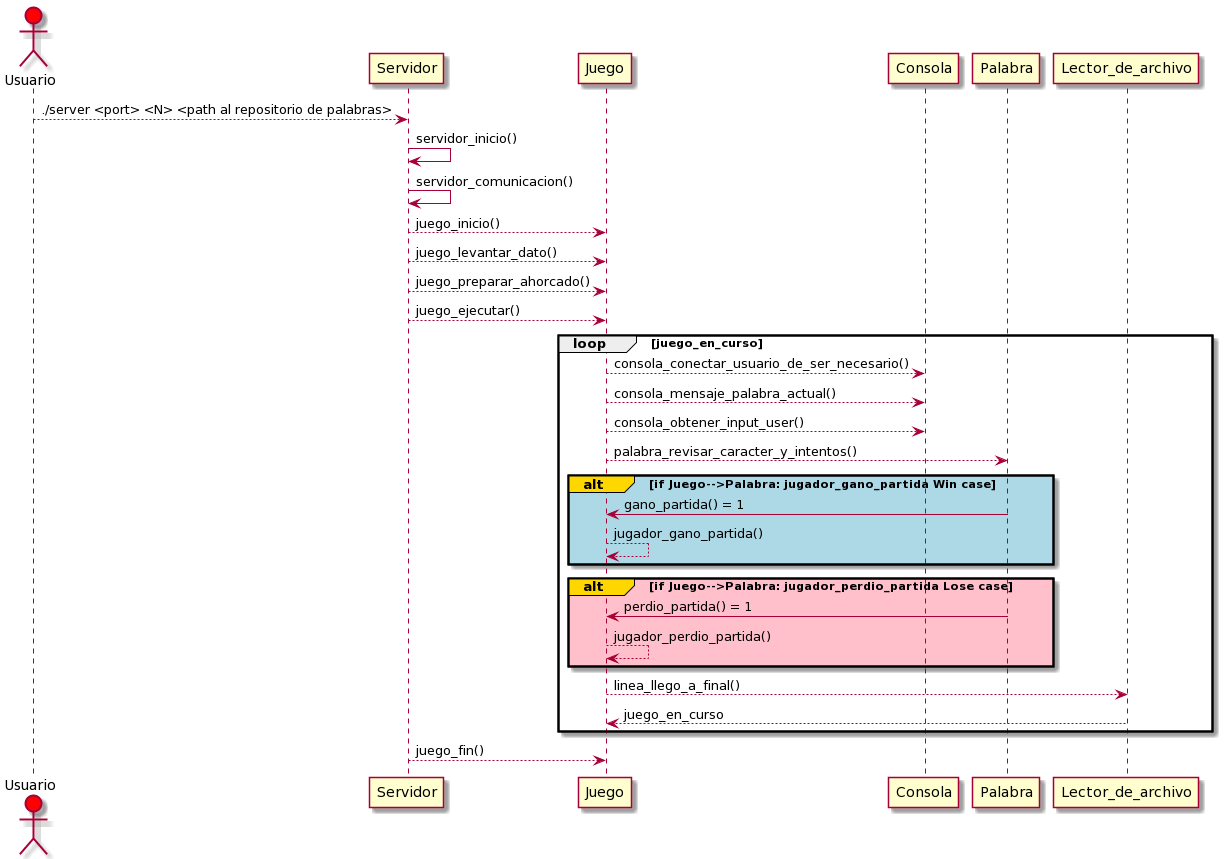 Usuario
Servidor
Juego
Consola
Palabra
Lector_de_archivo
./server <port> <N> <path al repositorio de palabras>
servidor_inicio()
servidor_comunicacion()
juego_inicio()
juego_levantar_dato()
juego_preparar_ahorcado()
juego_ejecutar()
loop [juego_en_curso]
consola_conectar_usuario_de_ser_necesario()
consola_mensaje_palabra_actual()
consola_obtener_input_user()
palabra_revisar_caracter_y_intentos()
alt [if Juego-->Palabra: jugador_gano_partida Win case]
gano_partida() = 1
jugador_gano_partida()
alt [if Juego-->Palabra: jugador_perdio_partida Lose case]
perdio_partida() = 1
jugador_perdio_partida()
linea_llego_a_final()
juego_en_curso
juego_fin()
Usuario
Servidor
Juego
Consola
Palabra
Lector_de_archivo